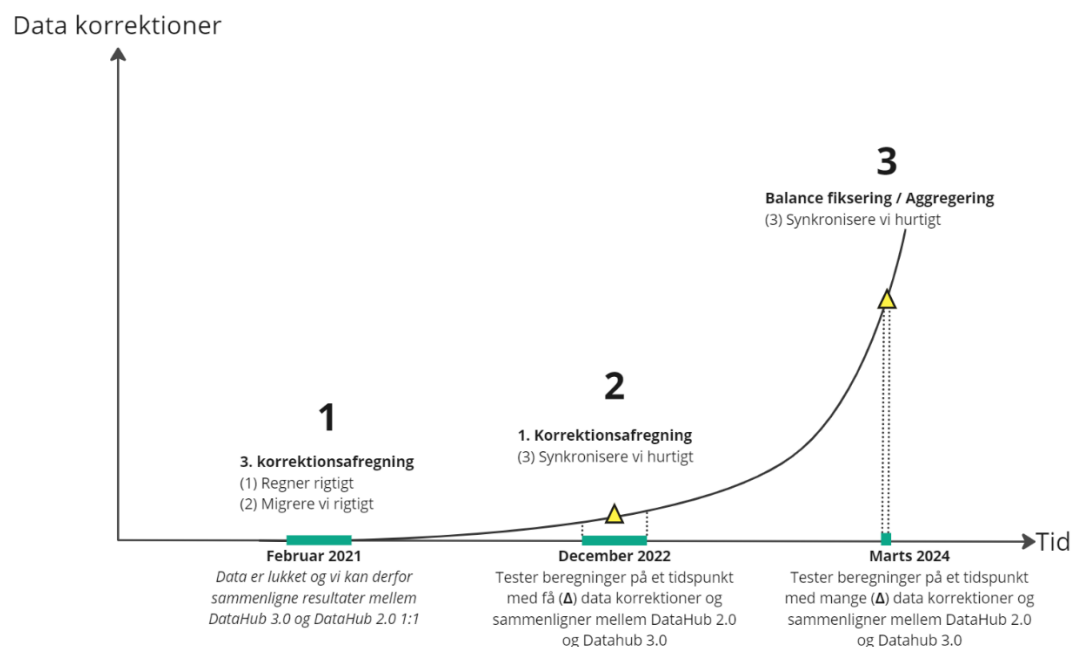 Data korrektioner
3
Balance fiksering / Aggregering
(3) Synkronisere vi hurtigt
2
1. Korrektionsafregning
(3) Synkronisere vi hurtigt
1
3. korrektionsafregning
(1) Regner rigtigt
(2) Migrere vi rigtigt
Tid
Februar 2021
Data er lukket og vi kan derfor
sammenligne resultater mellem
DataHub 3.0 og DataHub 2.0 1:1
December 2022
Tester beregninger på et tidspunkt
med få (Δ) data korrektioner og
sammenligner mellem DataHub 2.0
og Datahub 3.0
Marts 2024
Tester beregninger på et tidspunkt
med mange (Δ) data korrektioner og
sammenligner mellem DataHub 2.0
og Datahub 3.0